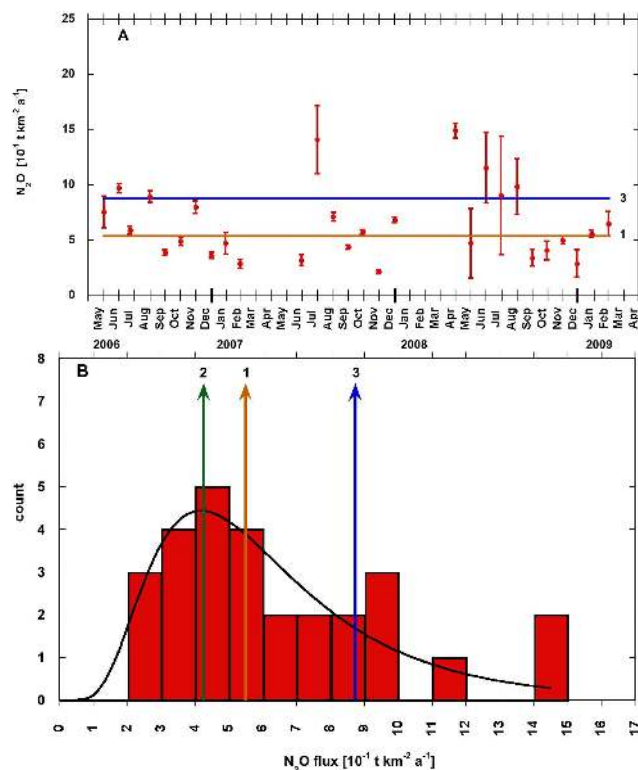 A
25
20
15
10
5
0
N2O [10-1 t km-2 a-1]
3
1
May Jun Jul Aug Sep Oct Nov Dec Jan Feb Mar Apr May Jun Jul Aug Sep Oct Nov Dec Jan Feb Mar Apr May Jun Jul Aug Sep Oct Nov Dec Jan Feb Mar Apr
2006 2007 2008 2009
B
2 1 3
8
7
6
5
4
3
2
1
0
count
0 1 2 3 4 5 6 7 8 9 10 11 12 13 14 15 16 17
N2O flux [10-1 t km-2 a-1]